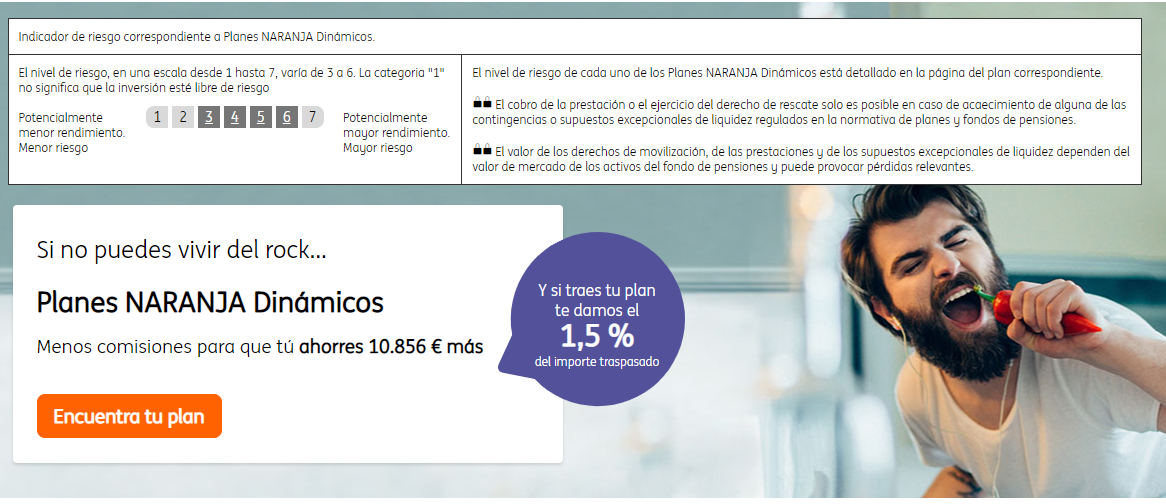 Indicador de riesgo correspondiente a Planes NARANJA Dinámicos.
El nivel de riesgo, en una escala desde 1 hasta 7, varía de 3 a 6. La categoria "1"
no significa que la inversión esté libre de riesgo
Potencialmente
menor rendimiento.
Menor riesgo
1 2 3 4 5 6 7
Potencialmente
mayor rendimiento.
Mayor riesgo
El nivel de riesgo de cada uno de los Planes NARANJA Dinámicos está detallado en la página del plan correspondiente.
El cobro de la prestación o el ejercicio del derecho de rescate solo es posible en caso de acaecimiento de alguna de las
contingencias o supuestos excepcionales de liquidez regulados en la normativa de planes y fondos de pensiones.
El valor de los derechos de movilización, de las prestaciones y de los supuestos excepcionales de liquidez dependen del
valor de mercado de los activos del fondo de pensiones y puede provocar pérdidas relevantes.
Si no puedes vivir del rock...
Planes NARANJA Dinámicos
Menos comisiones para que tú ahorres 10.856 € más
Encuentra tu plan
Y si traes tu plan
te damos el
1,5 %
del importe traspasado